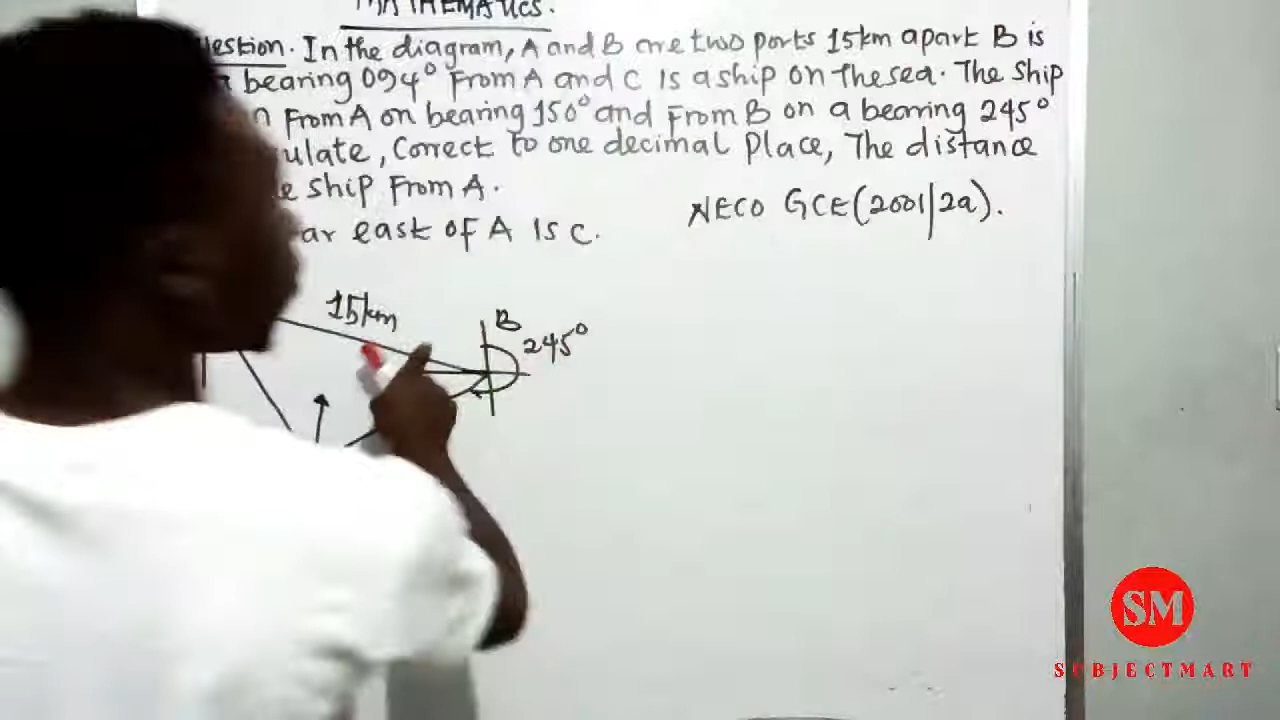 MATHEMATICS.
estion. In the diagram, A and B are two ports 15km apart B is
bearing 094° From A and C is a ship on the sea. The ship
From A on bearing 150° and From B on a bearing 245°
ulate, Correct to one decimal Place, The distance
e ship From A.
NECO GCE(2001/2a).
ar east of A is C.
15km
B
245°
SM
SUBJECTMART